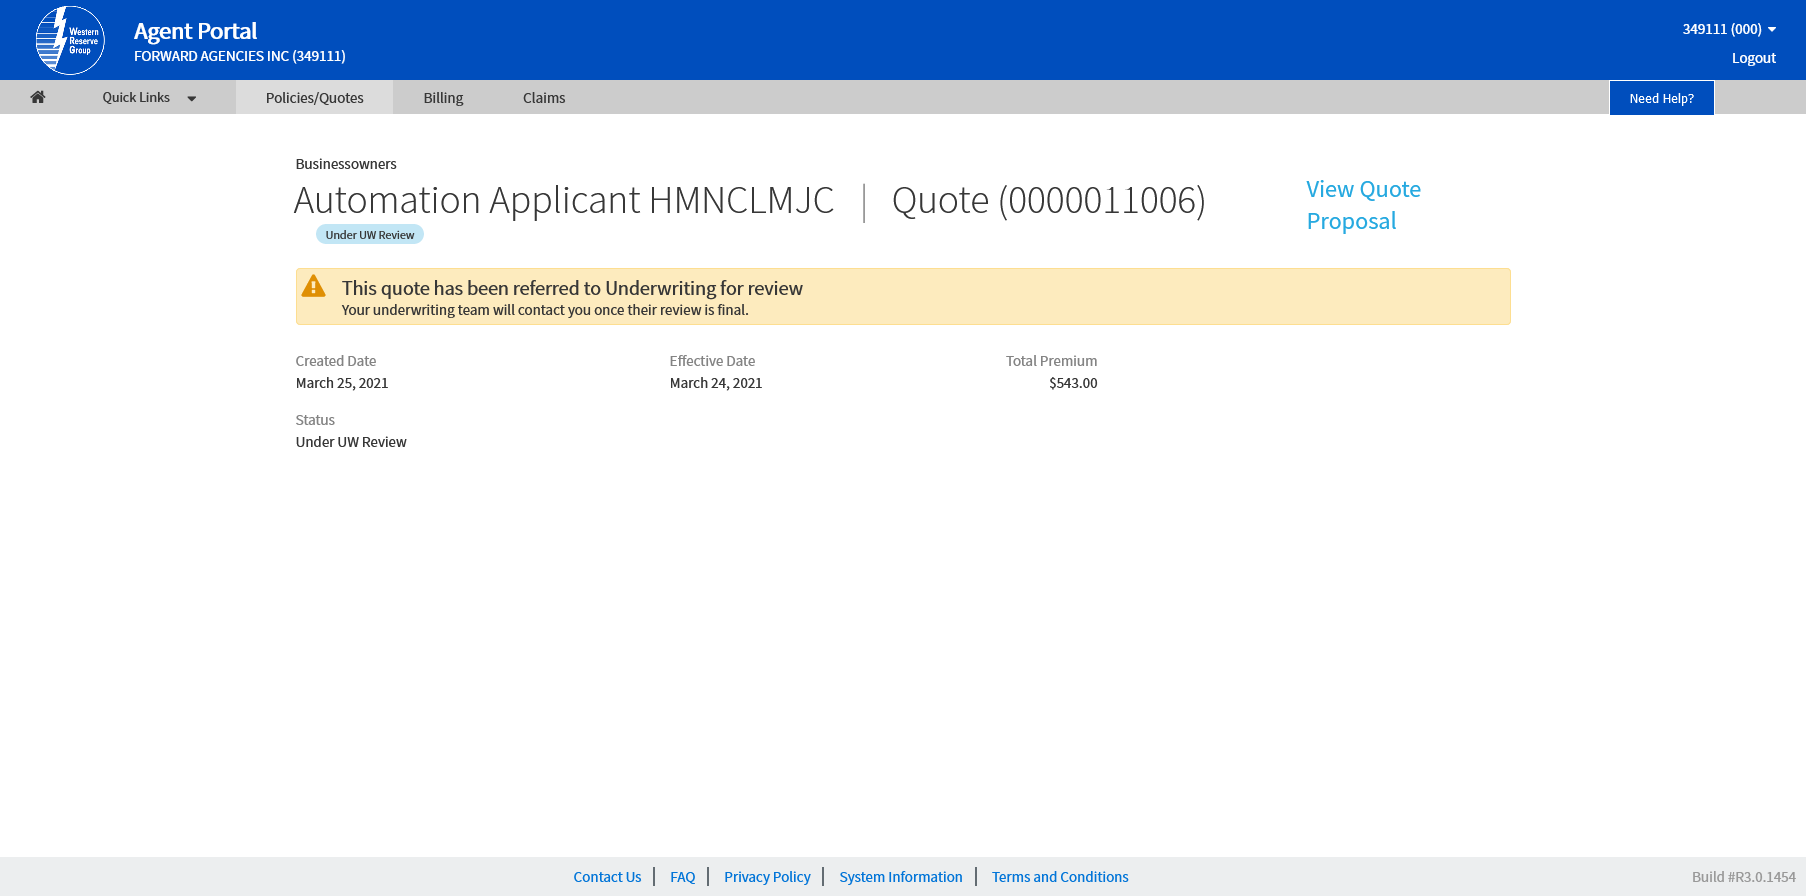 Western
Reserve
Group
Agent Portal
FORWARD AGENCIES INC (349111)
349111 (000)
Logout
Quick Links
Policies/Quotes
Billing
Claims
Need Help?
Businessowners
Automation Applicant HMNCLMJC | Quote (0000011006)
View Quote
Proposal
Under UW Review
This quote has been referred to Underwriting for review
Your underwriting team will contact you once their review is final.
Created Date
March 25, 2021
Effective Date
March 24, 2021
Total Premium
$543.00
Status
Under UW Review
Contact Us | FAQ | Privacy Policy | System Information | Terms and Conditions
Build #R3.0.1454